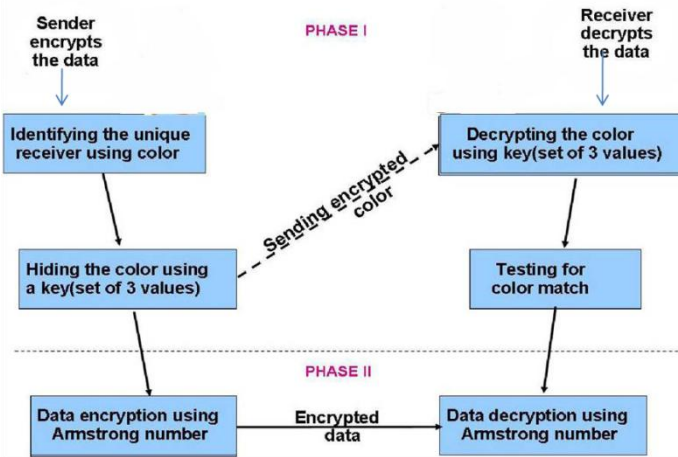 Sender
encrypts
the data
PHASE I
Receiver
decrypts
the data
Identifying the unique
receiver using color
Decrypting the color
using key(set of 3 values)
Sending encrypted
color
Hiding the color using
a key(set of 3 values)
Testing for
color match
PHASE II
Data encryption using
Armstrong number
Encrypted
data
Data decryption using
Armstrong number